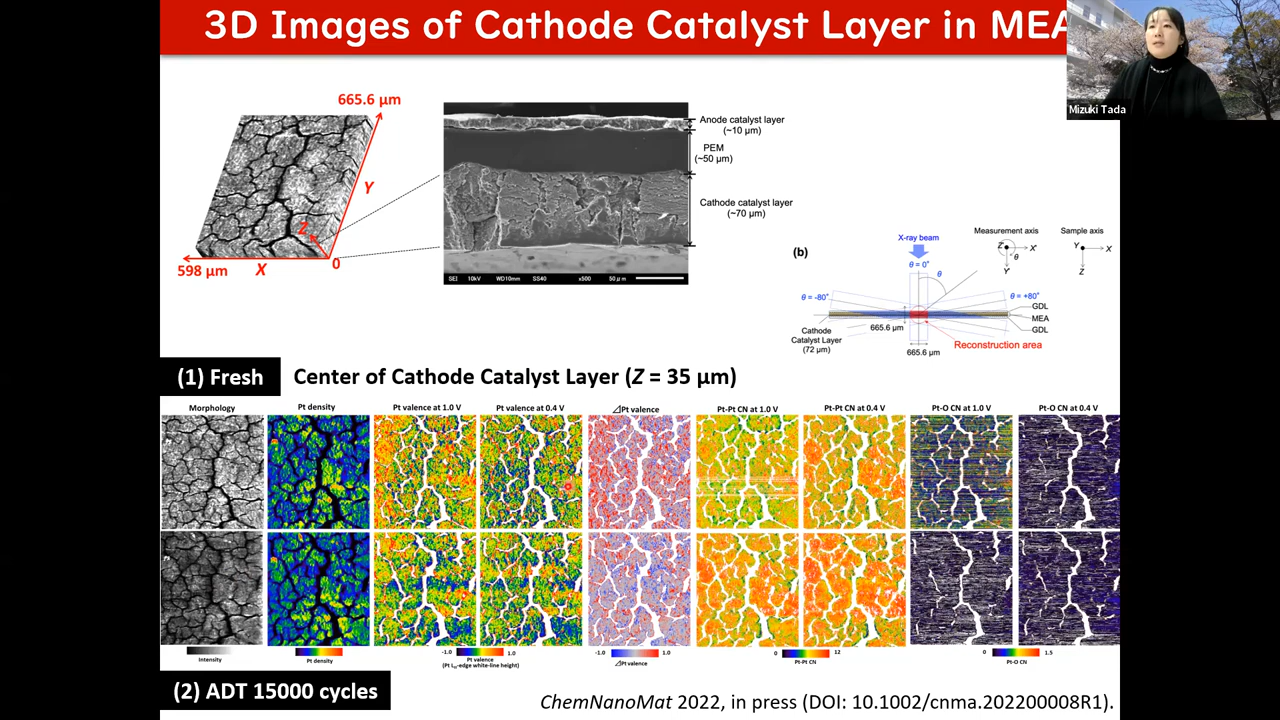 3D Images of Cathode Catalyst Layer in MEA
Mizuki Tada
665.6 µm
Y
Z
598 µm
X
0
Anode catalyst layer
(~10 µm)
PEM
(~50 µm)
Cathode catalyst layer
(~70 µm)
SEI 10kV WD10mm SS40 x500 50µm
(b)
X-ray beam
θ = 0°
θ
Measurement axis
Z' X'
θ
Y'
Sample axis
Y X
Z
θ = -80°
θ = +80°
GDL
MEA
GDL
Cathode
Catalyst Layer
(72 µm)
665.6 µm
665.6 µm
Reconstruction area
(1) Fresh
Center of Cathode Catalyst Layer (Z = 35 µm)
Morphology
Pt density
Pt valence at 1.0 V
Pt valence at 0.4 V
⊿Pt valence
Pt-Pt CN at 1.0 V
Pt-Pt CN at 0.4 V
Pt-O CN at 1.0 V
Pt-O CN at 0.4 V
Intensity
Pt density
-1.0 1.0
Pt valence
(Pt LIII-edge white-line height)
-1.0 1.0
⊿Pt valence
0 12
Pt-Pt CN
0 1.5
Pt-O CN
(2) ADT 15000 cycles
ChemNanoMat 2022, in press (DOI: 10.1002/cnma.202200008R1).